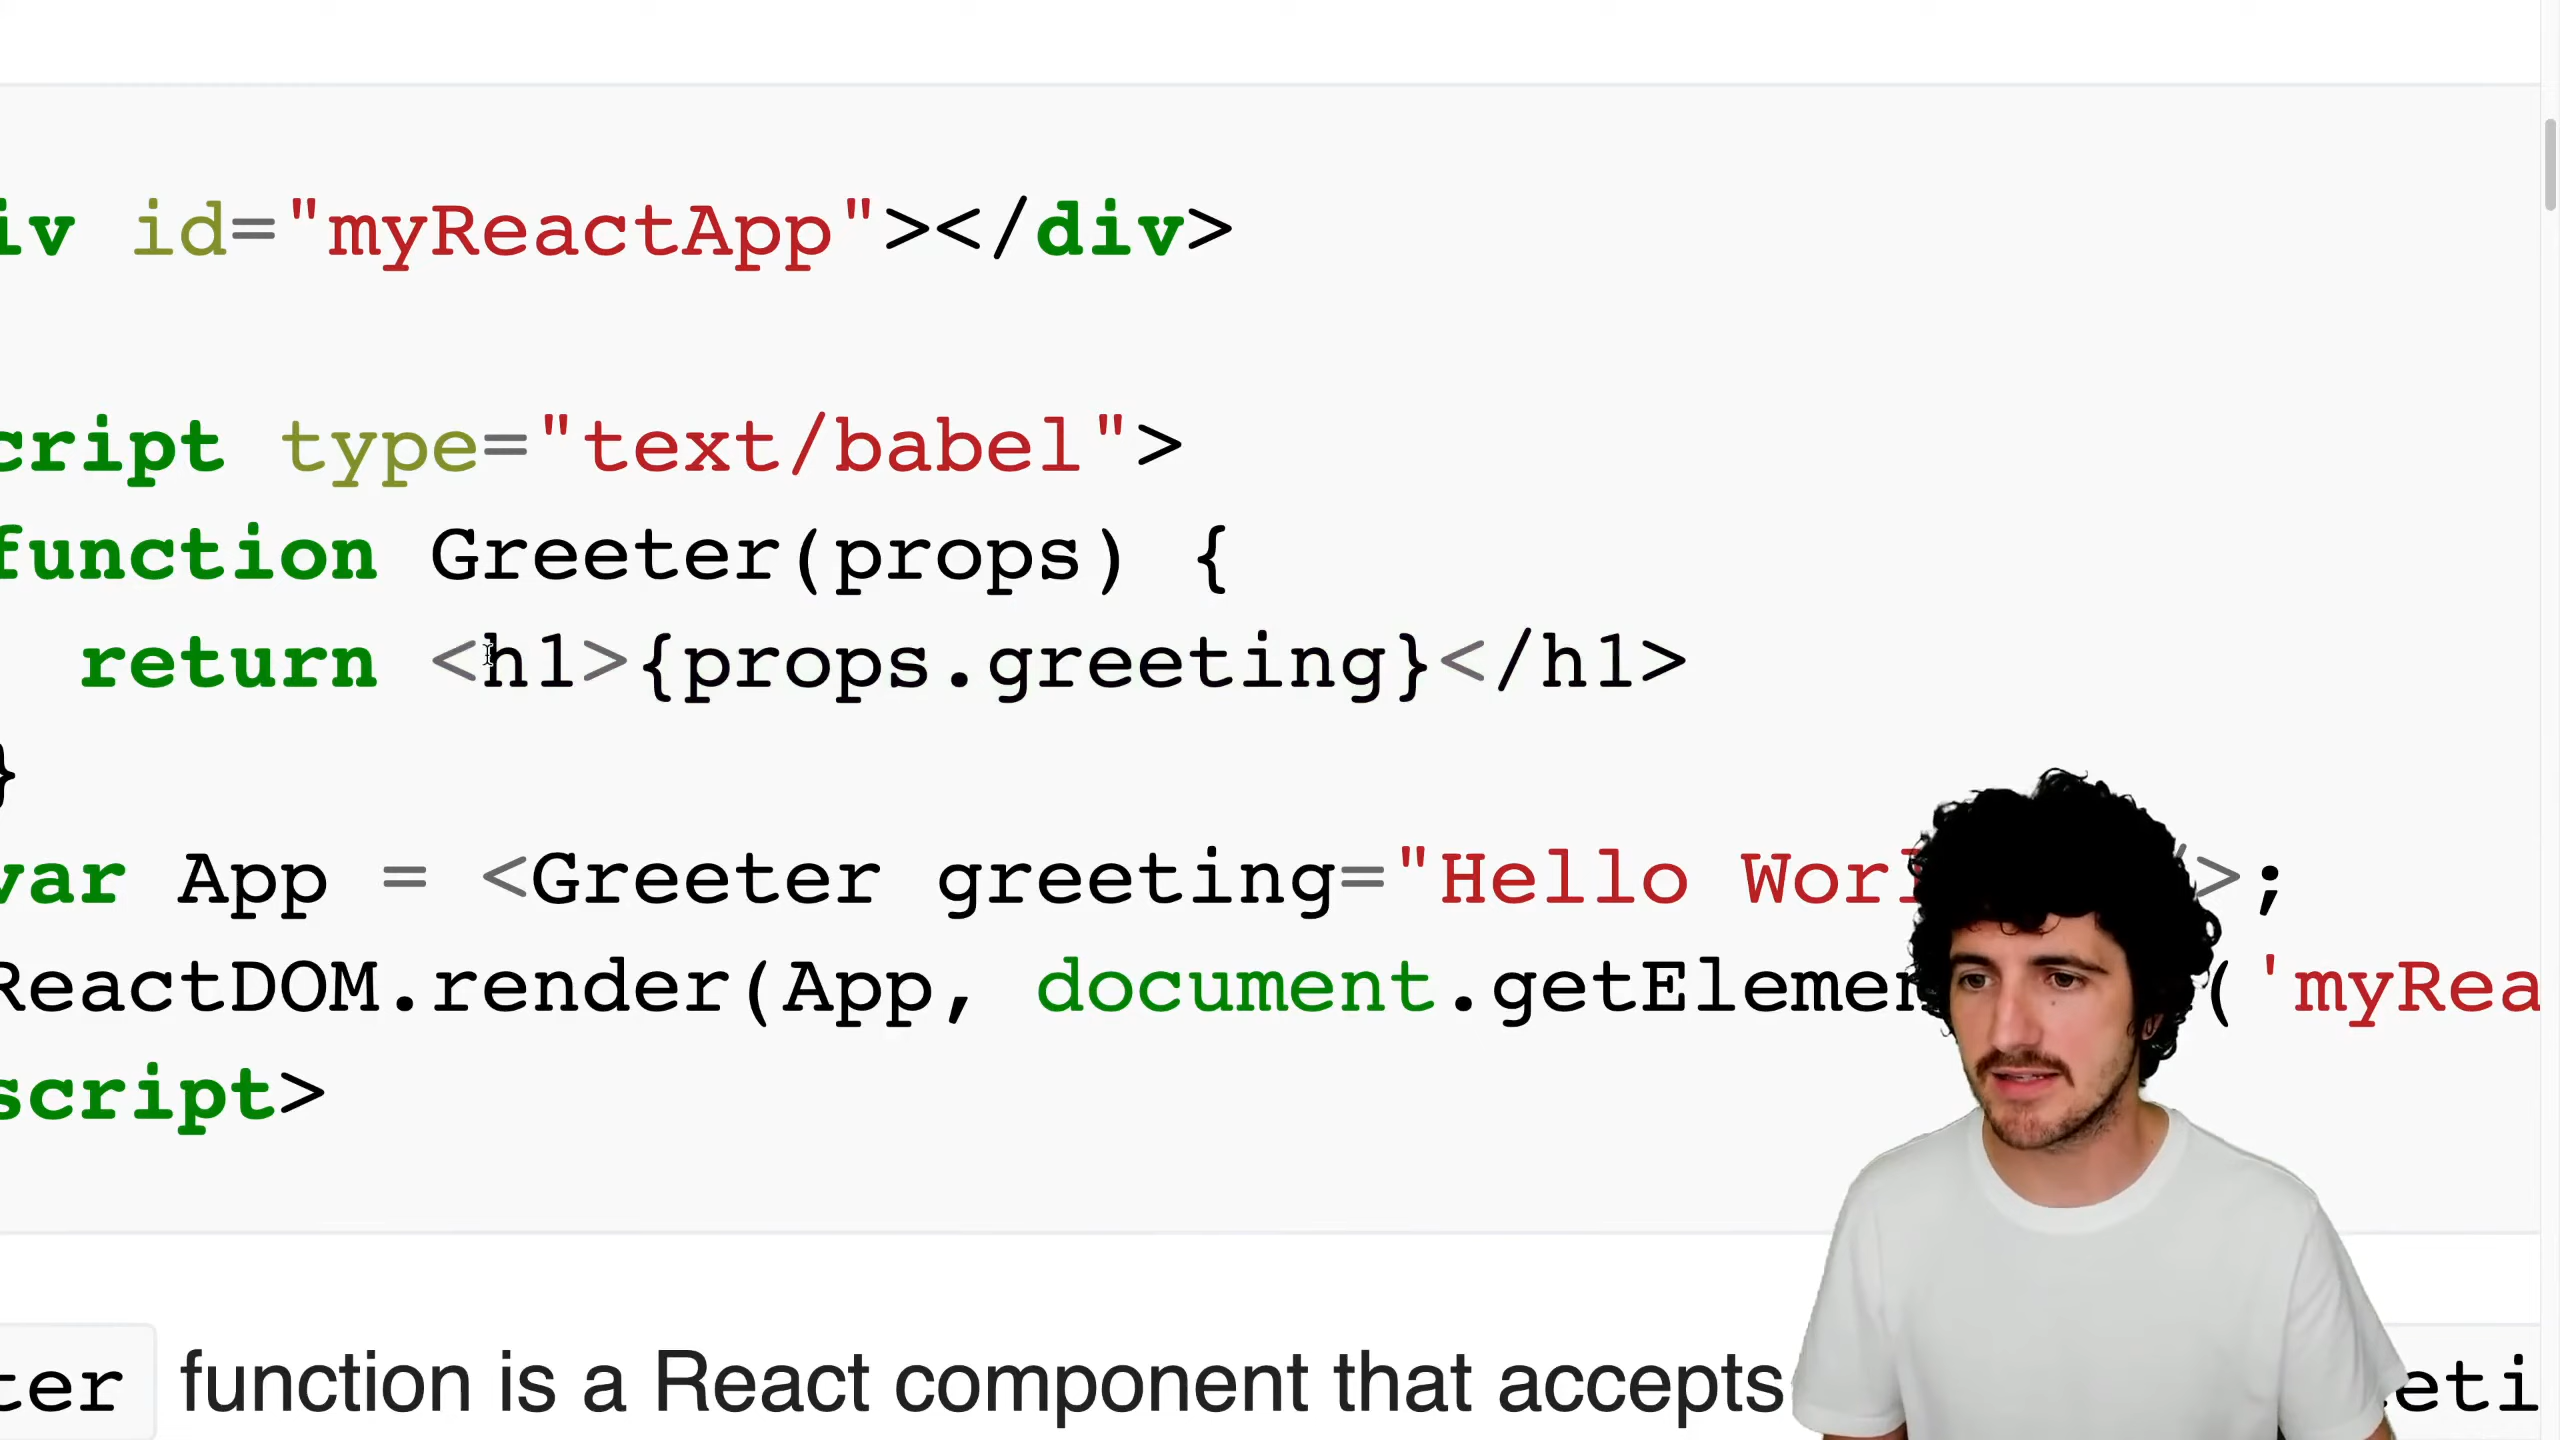 iv id="myReactApp"></div>
cript type="text/babel">
function Greeter(props) {
return <h1>{props.greeting}</h1>
}
var App = <Greeter greeting="Hello Worl />;
ReactDOM.render(App, document.getElemen ('myRea
script>
ter function is a React component that accepts eti